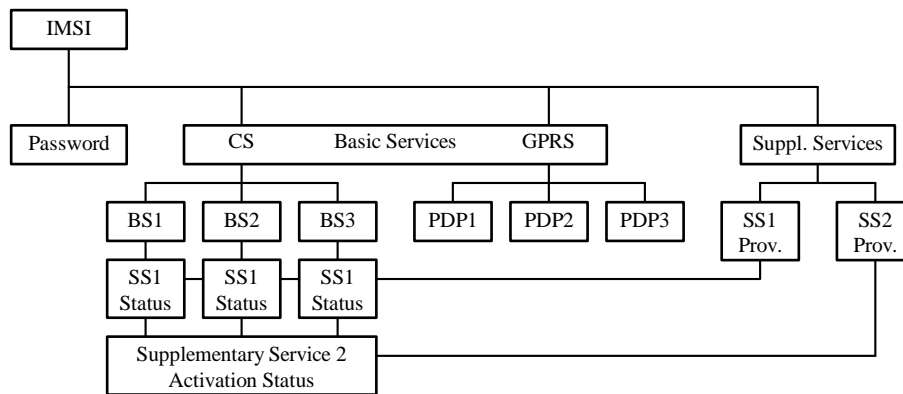 IMSI
Password
CS Basic Services GPRS
Suppl. Services
BS1
BS2
BS3
PDP1
PDP2
PDP3
SS1
Prov.
SS2
Prov.
SS1
Status
SS1
Status
SS1
Status
Supplementary Service 2
Activation Status